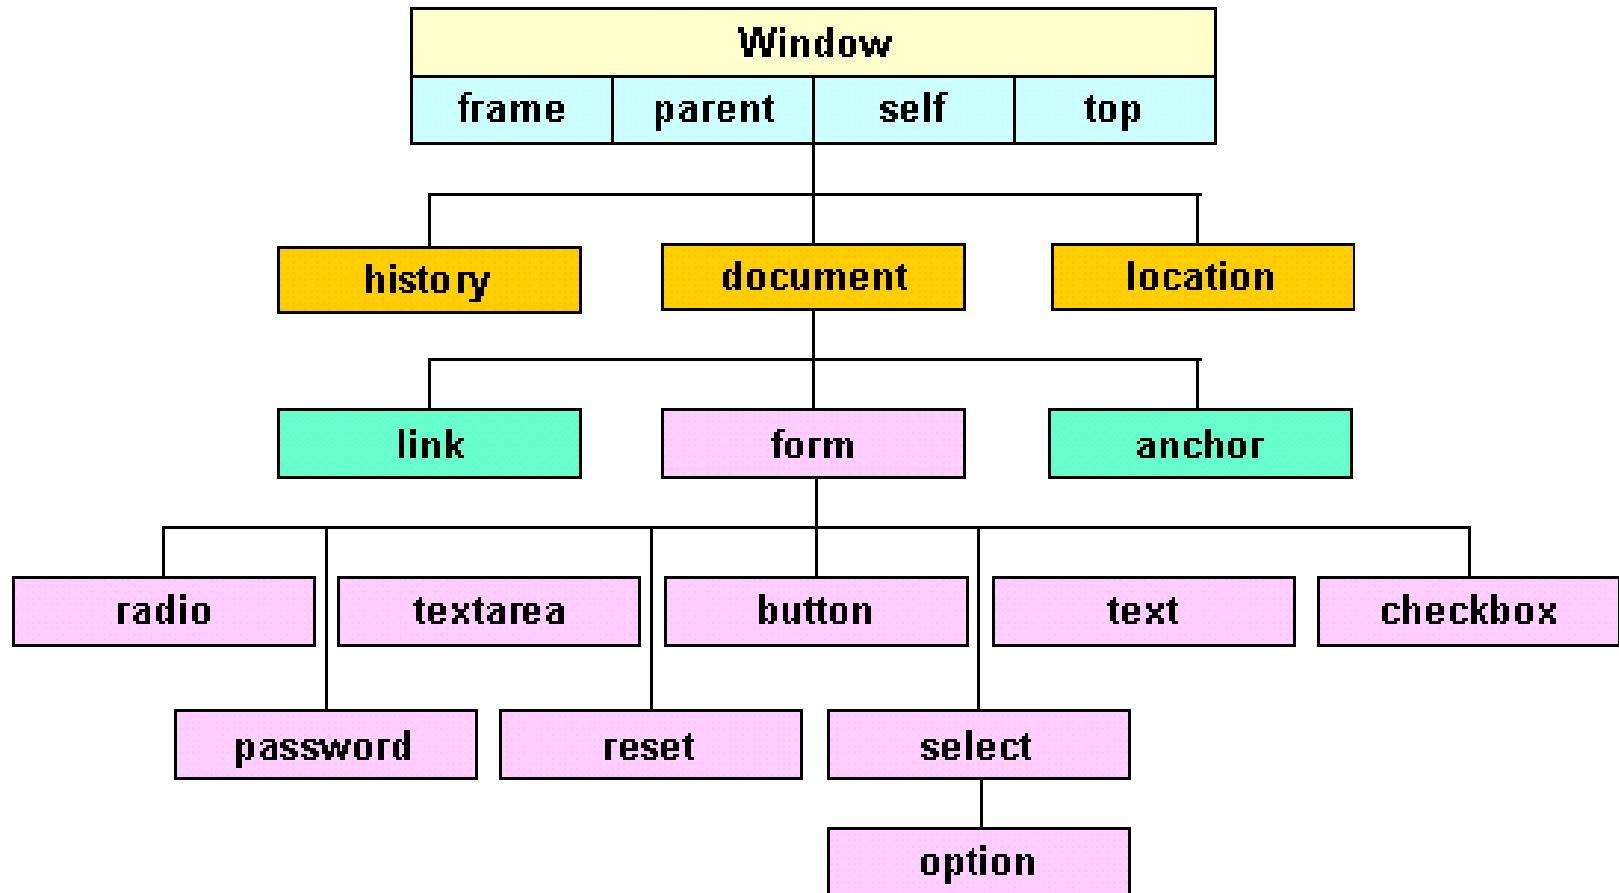 Window
frame parent self top
history document location
link form anchor
radio textarea button text checkbox
password reset select
option